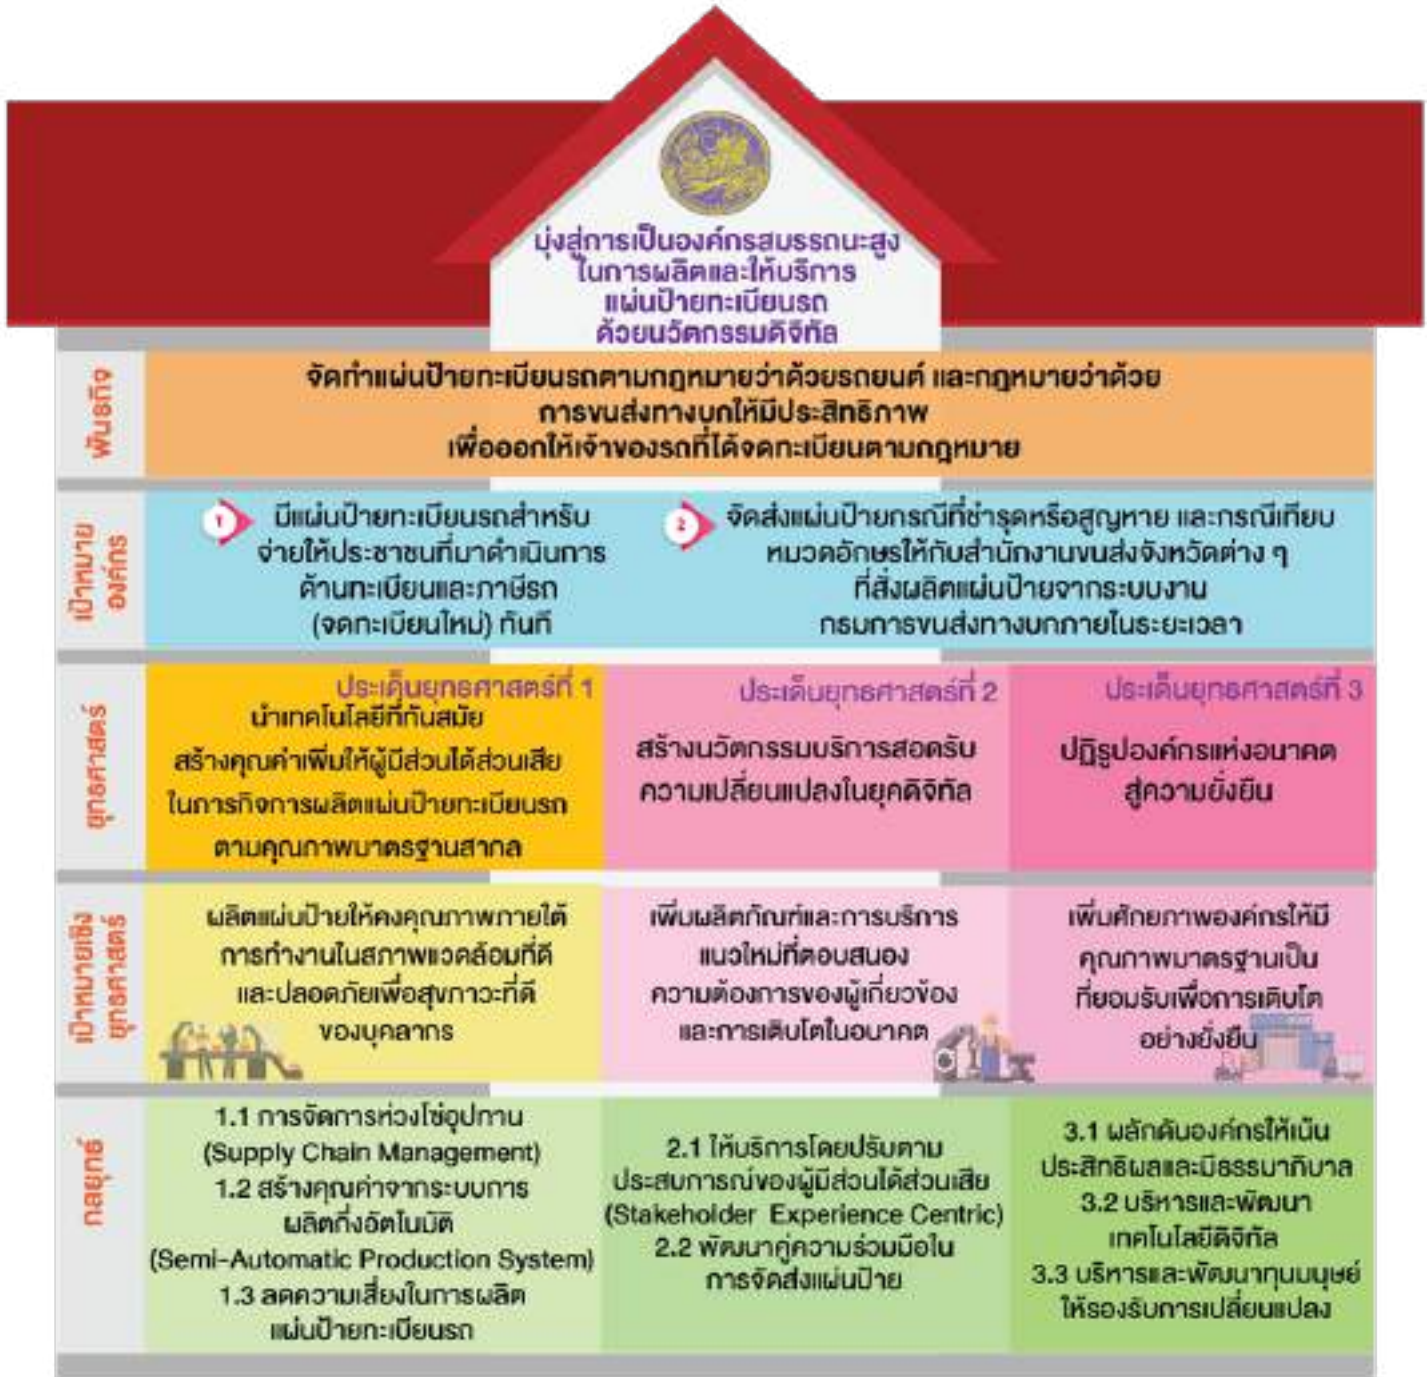 มุ่งสู่การเป็นองค์กรสมรรถนะสูง
ในการผลิตและให้บริการ
แผ่นป้ายทะเบียนรถ
ด้วยนวัตกรรมดิจิทัล
พันธกิจ
จัดทำแผ่นป้ายทะเบียนรถตามกฎหมายว่าด้วยรถยนต์ และกฎหมายว่าด้วย
การขนส่งทางบกให้มีประสิทธิภาพ
เพื่อออกให้เจ้าของรถที่ได้จดทะเบียนตามกฎหมาย
เป้าหมาย
องค์กร
1
มีแผ่นป้ายทะเบียนรถสำหรับ
จ่ายให้ประชาชนที่มาดำเนินการ
ด้านทะเบียนและภาษีรถ
(จดทะเบียนใหม่) ทันที
2
จัดส่งแผ่นป้ายกรณีที่ชำรุดหรือสูญหาย และกรณีเทียบ
หมวดอักษรให้กับสำนักงานขนส่งจังหวัดต่าง ๆ
ที่สั่งผลิตแผ่นป้ายจากระบบงาน
กรมการขนส่งทางบกภายในระยะเวลา
ยุทธศาสตร์
ประเด็นยุทธศาสตร์ที่ 1
นำเทคโนโลยีที่ทันสมัย
สร้างคุณค่าเพิ่มให้ผู้มีส่วนได้ส่วนเสีย
ในภารกิจการผลิตแผ่นป้ายทะเบียนรถ
ตามคุณภาพมาตรฐานสากล
ประเด็นยุทธศาสตร์ที่ 2
สร้างนวัตกรรมบริการสอดรับ
ความเปลี่ยนแปลงในยุคดิจิทัล
ประเด็นยุทธศาสตร์ที่ 3
ปฏิรูปองค์กรแห่งอนาคต
สู่ความยั่งยืน
เป้าหมายเชิง
ยุทธศาสตร์
ผลิตแผ่นป้ายให้คงคุณภาพภายใต้
การทำงานในสภาพแวดล้อมที่ดี
และปลอดภัยเพื่อสุขภาวะที่ดี
ของบุคลากร
เพิ่มผลิตภัณฑ์และการบริการ
แนวใหม่ที่ตอบสนอง
ความต้องการของผู้เกี่ยวข้อง
และการเติบโตในอนาคต
เพิ่มศักยภาพองค์กรให้มี
คุณภาพมาตรฐานเป็น
ที่ยอมรับเพื่อการเติบโต
อย่างยั่งยืน
กลยุทธ์
1.1 การจัดการห่วงโซ่อุปทาน
(Supply Chain Management)
1.2 สร้างคุณค่าจากระบบการ
ผลิตกึ่งอัตโนมัติ
(Semi-Automatic Production System)
1.3 ลดความเสี่ยงในการผลิต
แผ่นป้ายทะเบียนรถ
2.1 ให้บริการโดยปรับตาม
ประสบการณ์ของผู้มีส่วนได้ส่วนเสีย
(Stakeholder Experience Centric)
2.2 พัฒนาคู่ความร่วมมือใน
การจัดส่งแผ่นป้าย
3.1 ผลักดันองค์กรให้เน้น
ประสิทธิผลและมีธรรมาภิบาล
3.2 บริหารและพัฒนา
เทคโนโลยีดิจิทัล
3.3 บริหารและพัฒนาทุนมนุษย์
ให้รองรับการเปลี่ยนแปลง